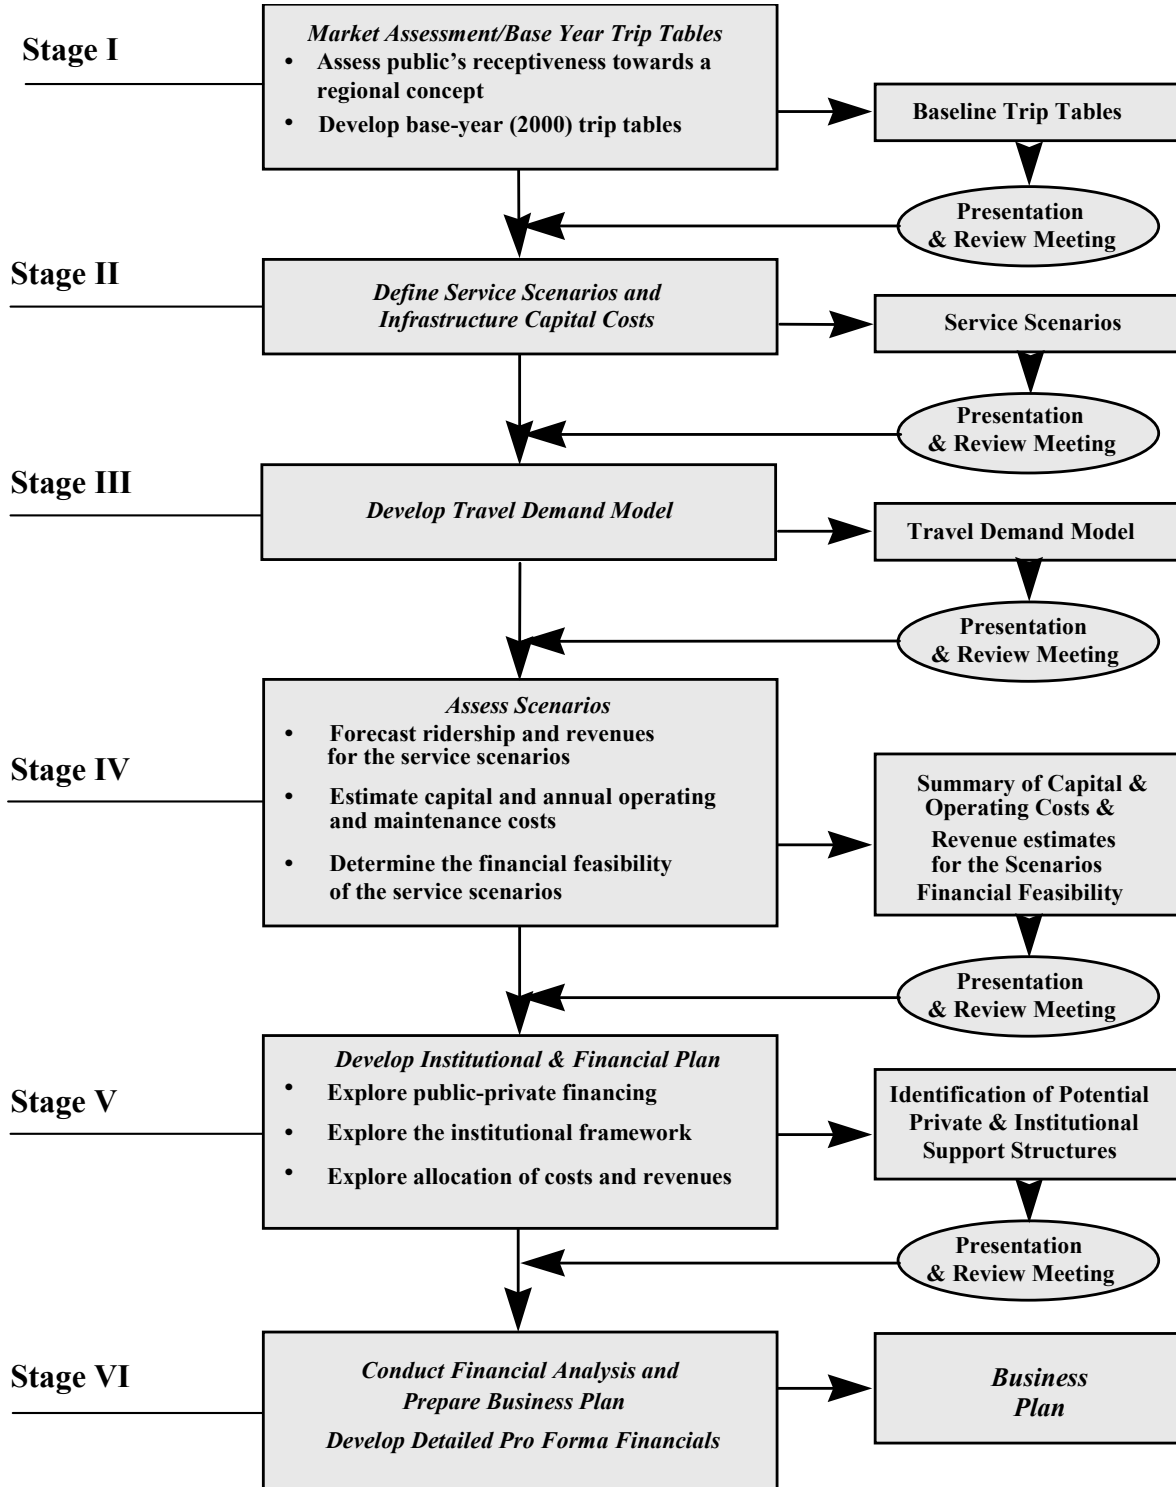 Stage I
Market Assessment/Base Year Trip Tables
• Assess public's receptiveness towards a
regional concept
• Develop base-year (2000) trip tables
Baseline Trip Tables
Presentation
& Review Meeting
Stage II
Define Service Scenarios and
Infrastructure Capital Costs
Service Scenarios
Presentation
& Review Meeting
Stage III
Develop Travel Demand Model
Travel Demand Model
Presentation
& Review Meeting
Stage IV
Assess Scenarios
• Forecast ridership and revenues
for the service scenarios
• Estimate capital and annual operating
and maintenance costs
• Determine the financial feasibility
of the service scenarios
Summary of Capital &
Operating Costs &
Revenue estimates
for the Scenarios
Financial Feasibility
Presentation
& Review Meeting
Stage V
Develop Institutional & Financial Plan
• Explore public-private financing
• Explore the institutional framework
• Explore allocation of costs and revenues
Identification of Potential
Private & Institutional
Support Structures
Presentation
& Review Meeting
Stage VI
Conduct Financial Analysis and
Prepare Business Plan
Develop Detailed Pro Forma Financials
Business
Plan